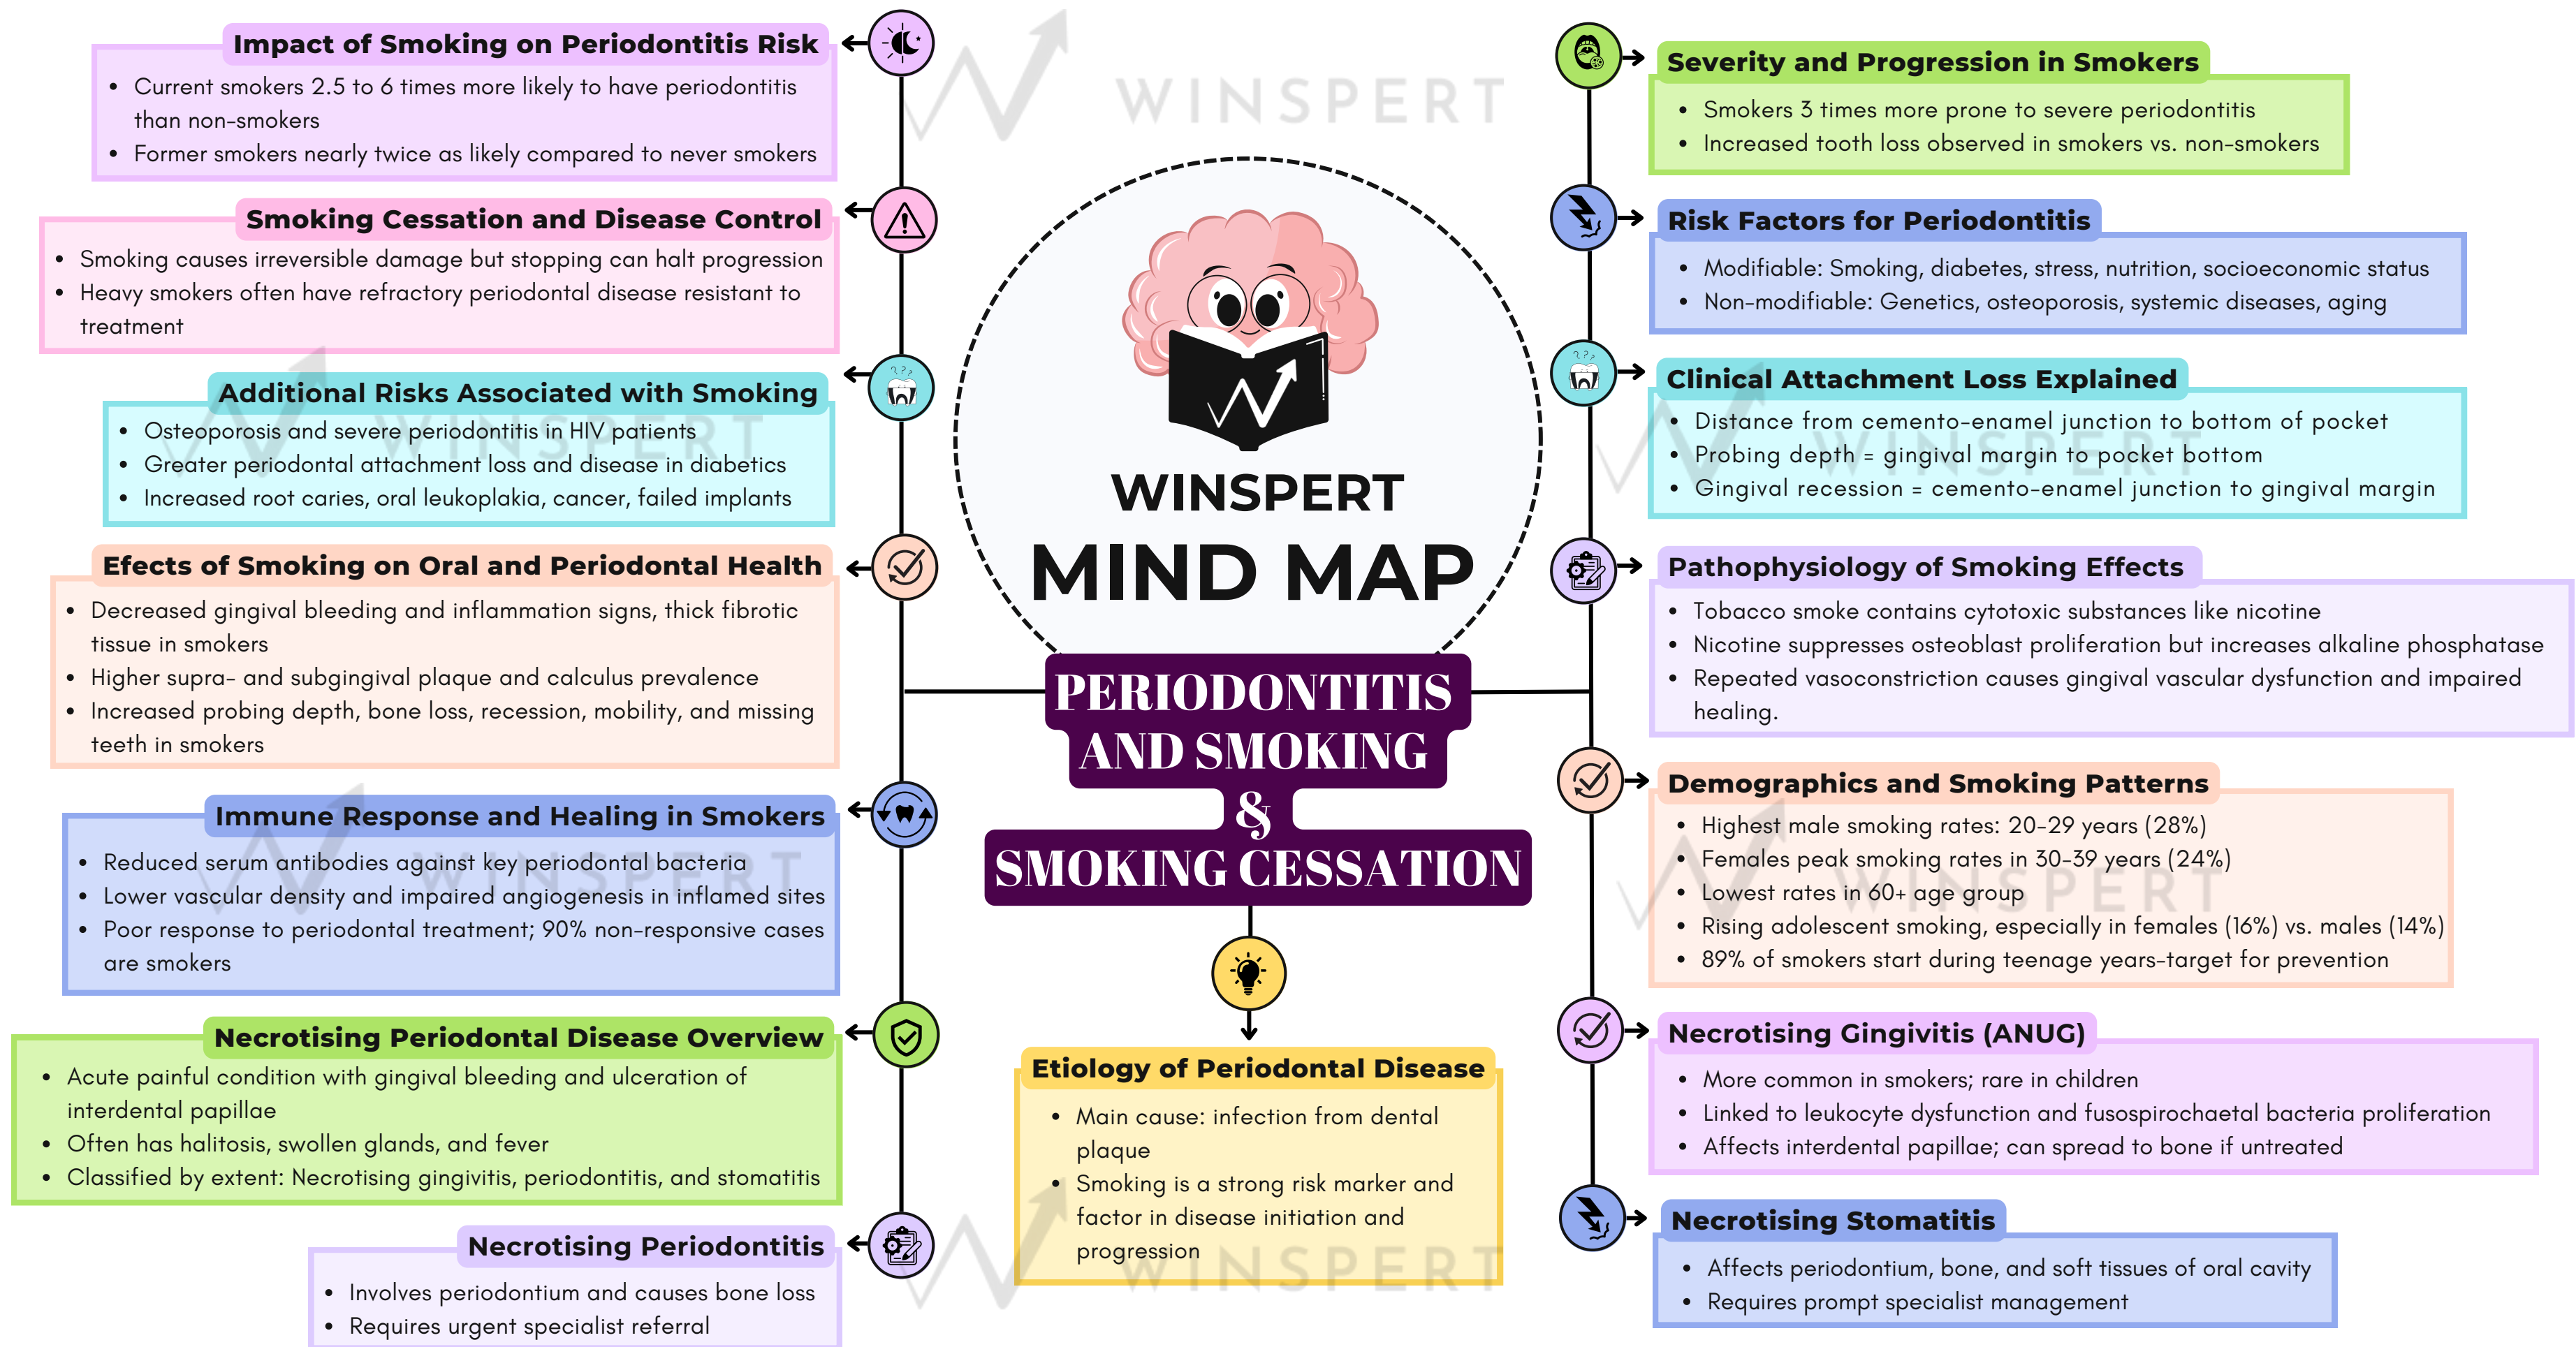 Impact of Smoking on Periodontitis Risk
• Current smokers 2.5 to 6 times more likely to have periodontitis
than non-smokers
• Former smokers nearly twice as likely compared to never smokers
Smoking Cessation and Disease Control
• Smoking causes irreversible damage but stopping can halt progression
• Heavy smokers often have refractory periodontal disease resistant to
treatment
Additional Risks Associated with Smoking
• Osteoporosis and severe periodontitis in HIV patients
• Greater periodontal attachment loss and disease in diabetics
• Increased root caries, oral leukoplakia, cancer, failed implants
Efects of Smoking on Oral and Periodontal Health
• Decreased gingival bleeding and inflammation signs, thick fibrotic
tissue in smokers
• Higher supra- and subgingival plaque and calculus prevalence
• Increased probing depth, bone loss, recession, mobility, and missing
teeth in smokers
Immune Response and Healing in Smokers
• Reduced serum antibodies against key periodontal bacteria
• Lower vascular density and impaired angiogenesis in inflamed sites
• Poor response to periodontal treatment; 90% non-responsive cases
are smokers
Necrotising Periodontal Disease Overview
• Acute painful condition with gingival bleeding and ulceration of
interdental papillae
• Often has halitosis, swollen glands, and fever
• Classified by extent: Necrotising gingivitis, periodontitis, and stomatitis
Necrotising Periodontitis
• Involves periodontium and causes bone loss
• Requires urgent specialist referral
WINSPERT
WINSPERT
MIND MAP
PERIODONTITIS
AND SMOKING
&
SMOKING CESSATION
Etiology of Periodontal Disease
• Main cause: infection from dental
plaque
• Smoking is a strong risk marker and
factor in disease initiation and
progression
WINSPERT
Severity and Progression in Smokers
• Smokers 3 times more prone to severe periodontitis
• Increased tooth loss observed in smokers vs. non-smokers
Risk Factors for Periodontitis
• Modifiable: Smoking, diabetes, stress, nutrition, socioeconomic status
• Non-modifiable: Genetics, osteoporosis, systemic diseases, aging
Clinical Attachment Loss Explained
• Distance from cemento-enamel junction to bottom of pocket
• Probing depth = gingival margin to pocket bottom
• Gingival recession = cemento-enamel junction to gingival margin
Pathophysiology of Smoking Effects
• Tobacco smoke contains cytotoxic substances like nicotine
• Nicotine suppresses osteoblast proliferation but increases alkaline phosphatase
• Repeated vasoconstriction causes gingival vascular dysfunction and impaired
healing.
Demographics and Smoking Patterns
• Highest male smoking rates: 20-29 years (28%)
• Females peak smoking rates in 30-39 years (24%)
• Lowest rates in 60+ age group
• Rising adolescent smoking, especially in females (16%) vs. males (14%)
• 89% of smokers start during teenage years-target for prevention
Necrotising Gingivitis (ANUG)
• More common in smokers; rare in children
• Linked to leukocyte dysfunction and fusospirochaetal bacteria proliferation
• Affects interdental papillae; can spread to bone if untreated
Necrotising Stomatitis
• Affects periodontium, bone, and soft tissues of oral cavity
• Requires prompt specialist management
WINSPERT
WINSPERT
WINSPERT
WINSPERT